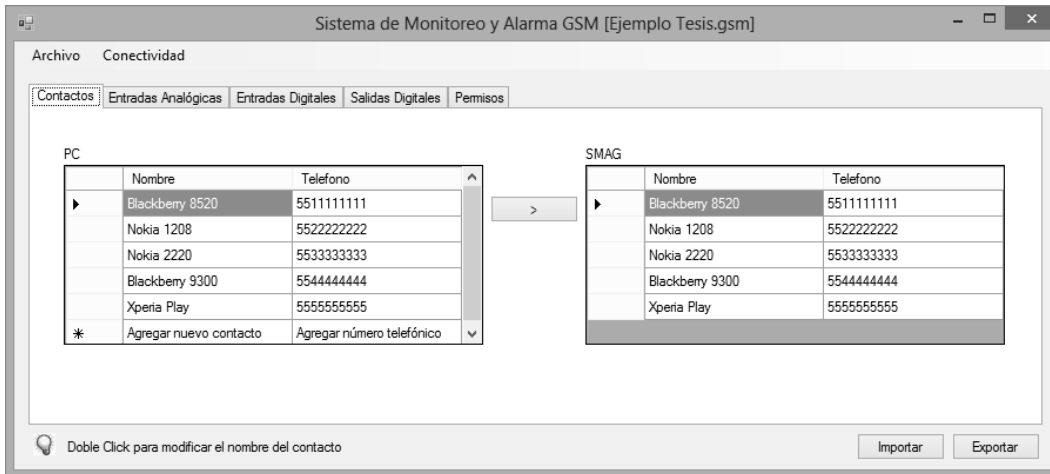 Sistema de Monitoreo y Alarma GSM [Ejemplo Tesis.gsm]
Archivo Conectividad
Contactos Entradas Analógicas Entradas Digitales Salidas Digitales Permisos
PC SMAG
Nombre Telefono Nombre Telefono
Blackberry 8520 5511111111 > Blackberry 8520 5511111111
Nokia 1208 5522222222 Nokia 1208 5522222222
Nokia 2220 5533333333 Nokia 2220 5533333333
Blackberry 9300 5544444444 Blackberry 9300 5544444444
Xperia Play 5555555555 Xperia Play 5555555555
Agregar nuevo contacto Agregar número telefónico
Doble Click para modificar el nombre del contacto Importar Exportar